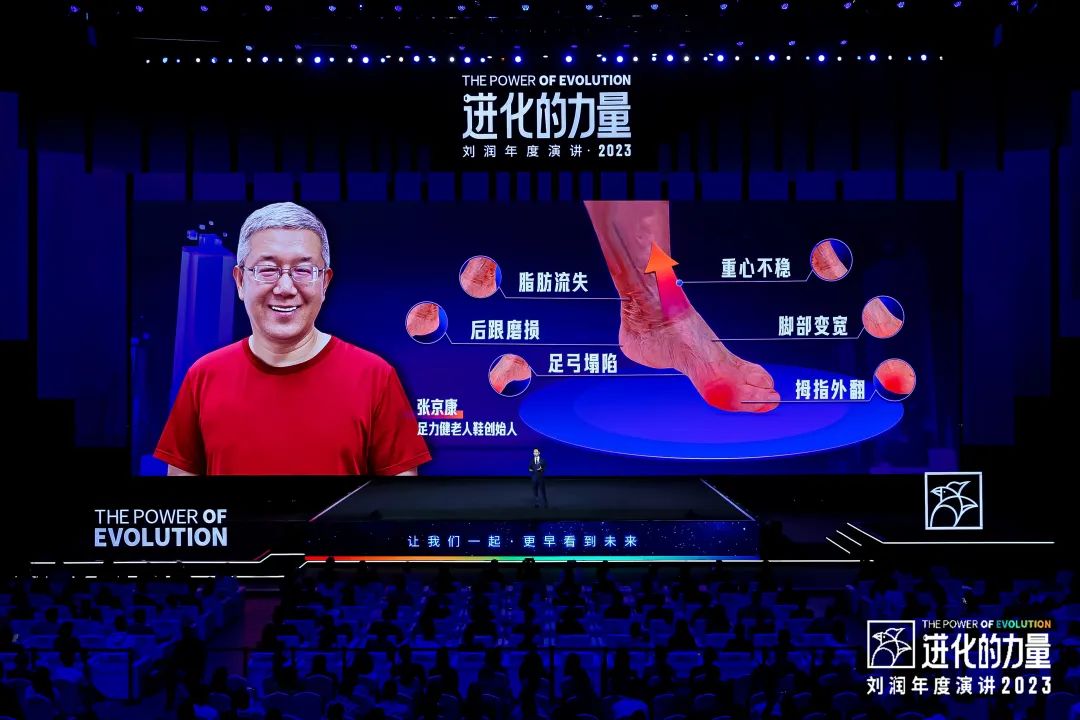 THE POWER OF EVOLUTION
进化的力量
刘润年度演讲·2023
脂肪流失
重心不稳
后跟磨损
脚部变宽
足弓塌陷
拇指外翻
张京康
足力健老人鞋创始人
THE POWER OF
EVOLUTION
让我们一起·更早看到未来
THE POWER OF EVOLUTION
进化的力量
刘润年度演讲2023